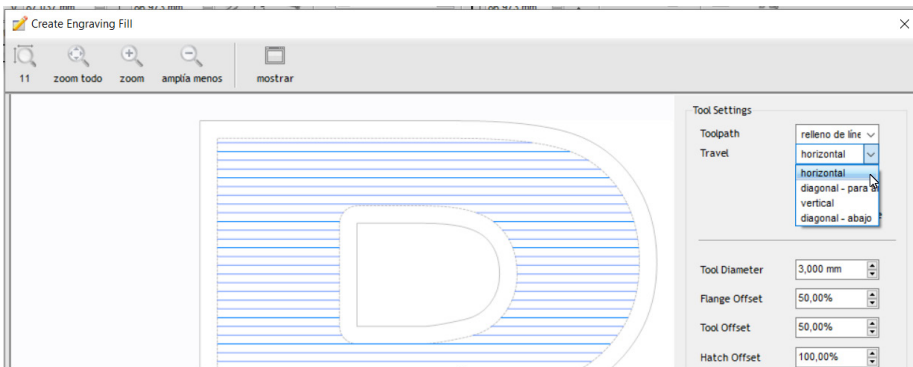 Create Engraving Fill
11 zoom todo zoom amplía menos mostrar
Tool Settings
Toolpath relleno de líne
Travel horizontal
horizontal
diagonal - para
vertical
diagonal - abajo
Tool Diameter 3,000 mm
Flange Offset 50,00%
Tool Offset 50,00%
Hatch Offset 100,00%